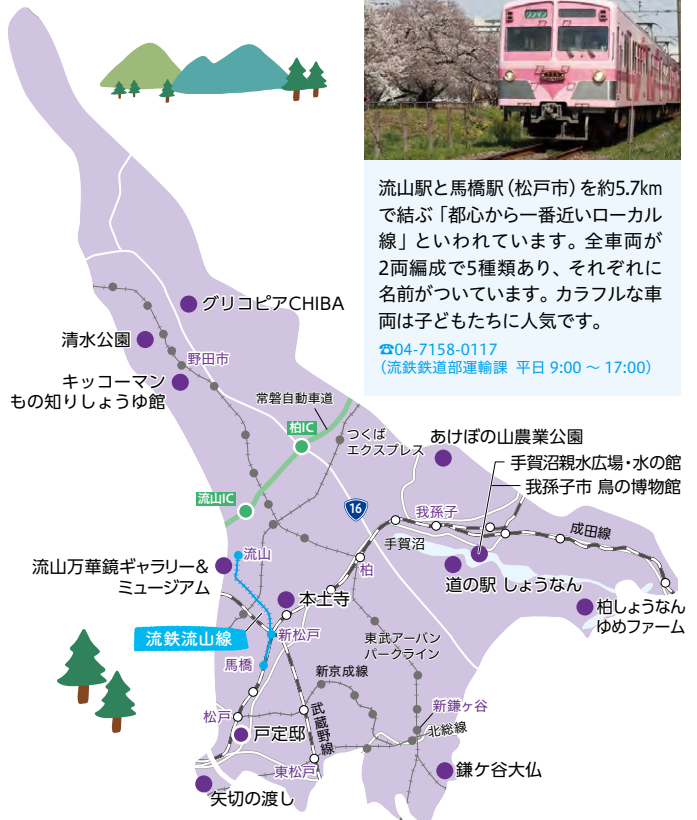 ワンマン
流山駅と馬橋駅（松戸市）を約5.7km
で結ぶ「都心から一番近いローカル
線」といわれています。全車両が
2両編成で5種類あり、それぞれに
名前がついています。カラフルな車
両は子どもたちに人気です。
☎04-7158-0117
（流鉄鉄道部運輸課 平日 9:00 ～ 17:00）
グリコピアCHIBA
清水公園
野田市
キッコーマン
もの知りしょうゆ館
常磐自動車道
柏IC
つくば
エクスプレス
あけぼの山農業公園
手賀沼親水広場・水の館
我孫子市 鳥の博物館
流山IC
16
我孫子
成田線
手賀沼
流山
柏
流山万華鏡ギャラリー＆
ミュージアム
道の駅 しょうなん
本土寺
柏しょうなん
ゆめファーム
流鉄流山線
新松戸
東武アーバン
パークライン
馬橋
新京成線
松戸
武蔵野線
新鎌ヶ谷
北総線
戸定邸
東松戸
鎌ケ谷大仏
矢切の渡し